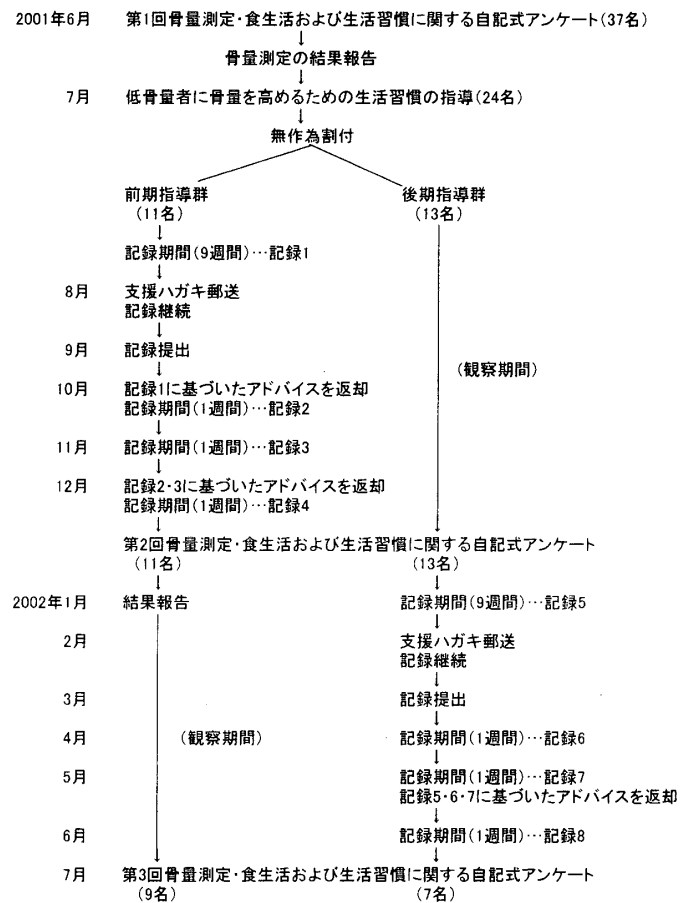 2001年6月 第1回骨量測定・食生活および生活習慣に関する自記式アンケート(37名)
↓
骨量測定の結果報告
↓
7月 低骨量者に骨量を高めるための生活習慣の指導(24名)
↓
無作為割付
前期指導群 後期指導群
(11名) (13名)
↓
記録期間(9週間)…記録1
↓
8月 支援ハガキ郵送
記録継続
↓
9月 記録提出
(観察期間)
↓
10月 記録1に基づいたアドバイスを返却
記録期間(1週間)…記録2
↓
11月 記録期間(1週間)…記録3
↓
12月 記録2・3に基づいたアドバイスを返却
記録期間(1週間)…記録4
↓ ↓
第2回骨量測定・食生活および生活習慣に関する自記式アンケート
(11名) (13名)
↓ ↓
2002年1月 結果報告 記録期間(9週間)…記録5
↓
2月 支援ハガキ郵送
記録継続
↓
3月 記録提出
↓
4月 (観察期間) 記録期間(1週間)…記録6
↓
5月 記録期間(1週間)…記録7
記録5・6・7に基づいたアドバイスを返却
↓
6月 記録期間(1週間)…記録8
↓ ↓
7月 第3回骨量測定・食生活および生活習慣に関する自記式アンケート
(9名) (7名)